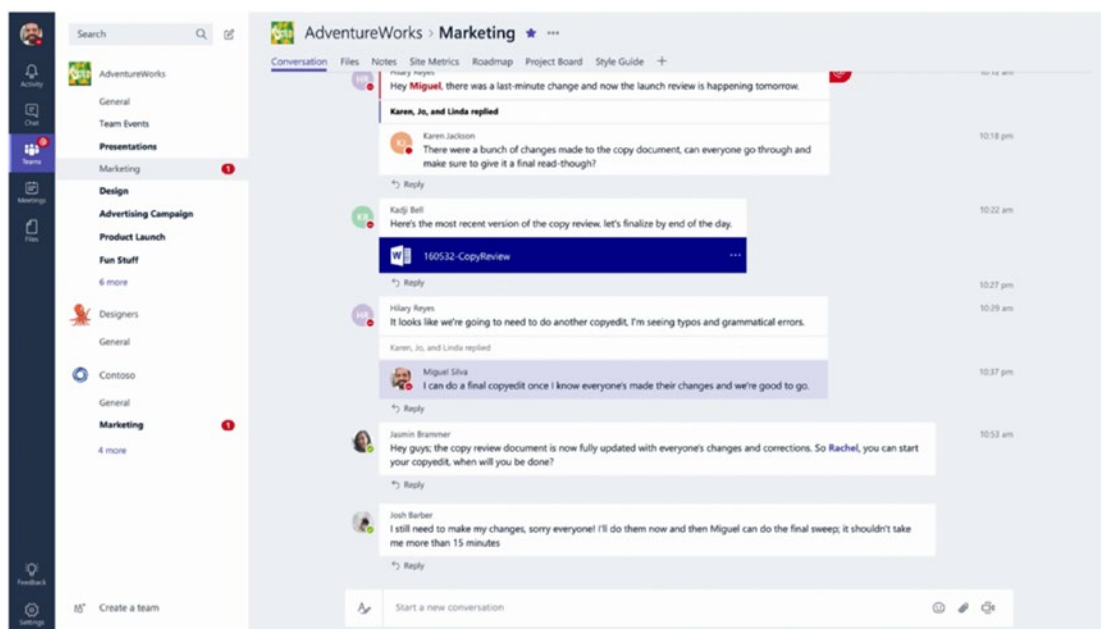 Search
AdventureWorks › Marketing
Conversation Files Notes Site Metrics Roadmap Project Board Style Guide
Activity
Chat
Teams
Meetings
Files
Feedback
Settings
AdventureWorks
General
Team Events
Presentations
Marketing 1
Design
Advertising Campaign
Product Launch
Fun Stuff
6 more
Designers
General
Contoso
General
Marketing 1
4 more
Create a team
Hilary Reyes
Hey Miguel, there was a last-minute change and now the launch review is happening tomorrow.
Karen, Jo, and Linda replied
KJ
Karen Jackson 10:18 pm
There were a bunch of changes made to the copy document, can everyone go through and
make sure to give it a final read-though?
Reply
KB
Kadji Bell 10:22 am
Here's the most recent version of the copy review. let's finalize by end of the day.
W 160532-CopyReview
Reply 10:27 pm
HR
Hilary Reyes 10:29 am
It looks like we're going to need to do another copyedit, I'm seeing typos and grammatical errors.
Karen, Jo, and Linda replied
Miguel Silva 10:37 pm
I can do a final copyedit once I know everyone's made their changes and we're good to go.
Reply
Jasmin Brammer 10:53 am
Hey guys; the copy review document is now fully updated with everyone's changes and corrections. So Rachel, you can start
your copyedit, when will you be done?
Reply
Josh Barber
I still need to make my changes, sorry everyone! I'll do them now and then Miguel can do the final sweep; it shouldn't take
me more than 15 minutes
Reply
Start a new conversation